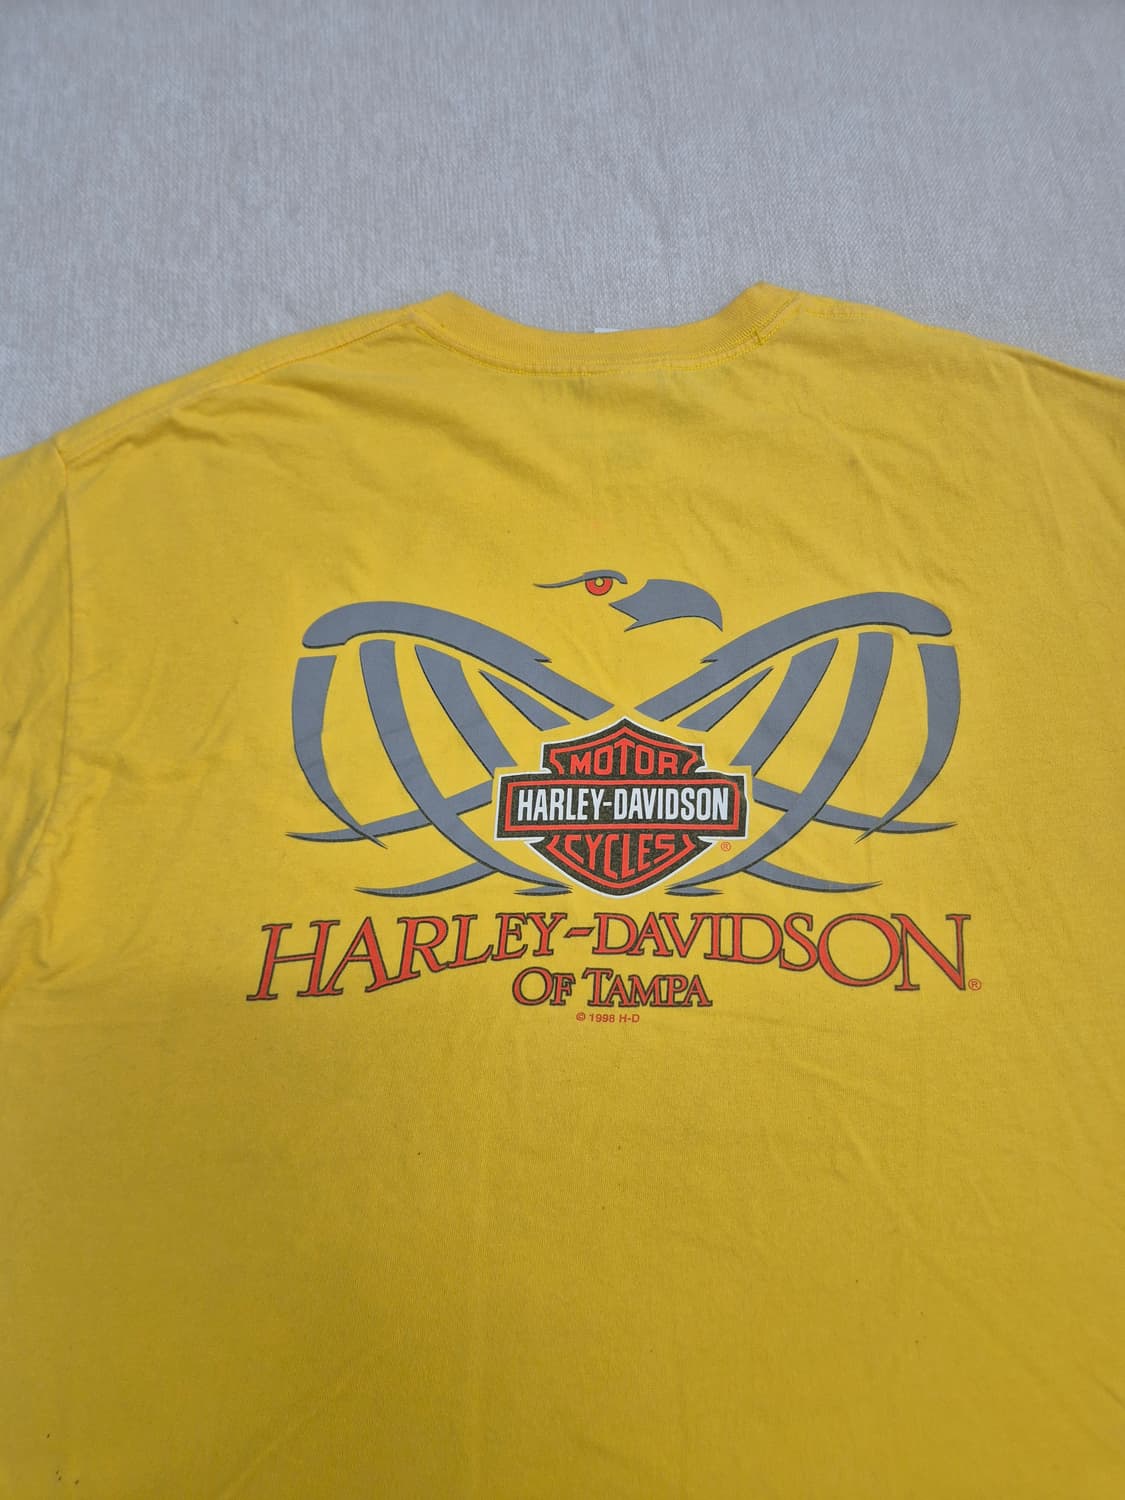 MOTOR
HARLEY-DAVIDSON
CYCLES
®
HARLEY-DAVIDSON®
OF TAMPA
© 1998 H-D